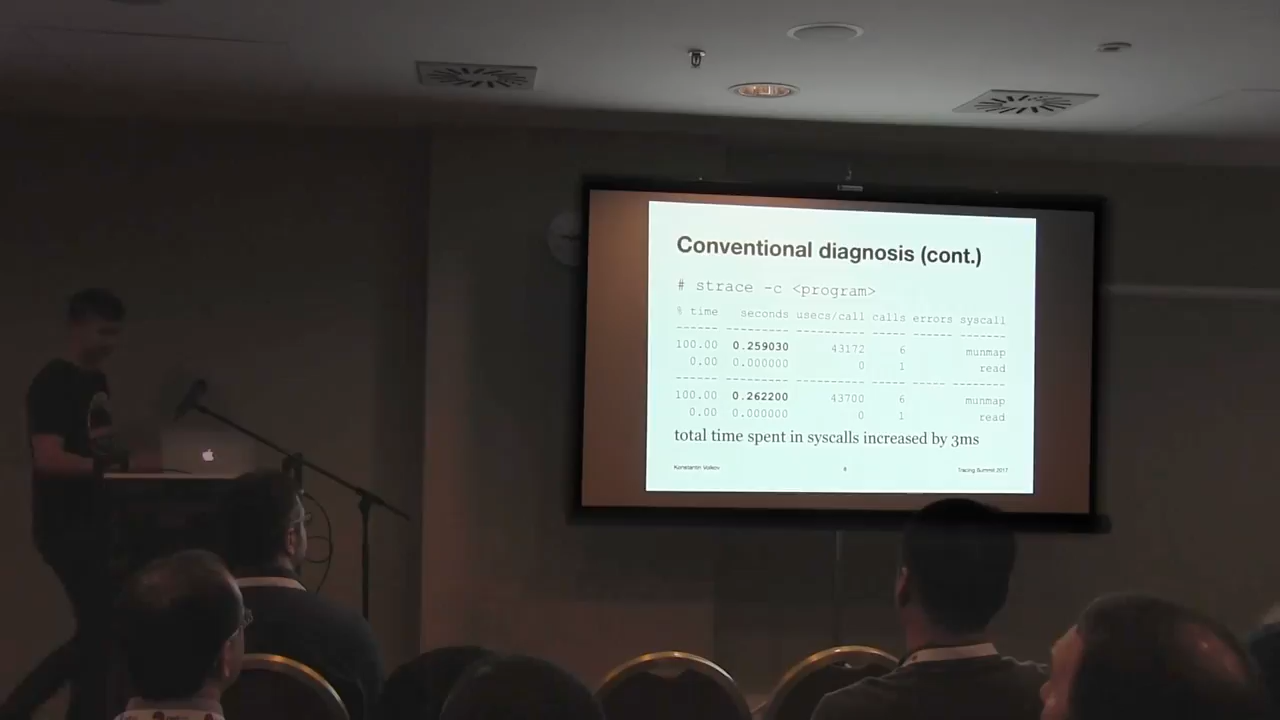 Conventional diagnosis (cont.)
# strace -c <program>
% time seconds usecs/call calls errors syscall
------ ----------- ----------- ----- ------ -------
100.00 0.259030 43172 6 munmap
0.00 0.000000 0 1 read
------ ----------- ----------- ----- ------ -------
100.00 0.262200 43700 6 munmap
0.00 0.000000 0 1 read
total time spent in syscalls increased by 3ms
Konstantin Volkov 6 Tracing Summit 2017